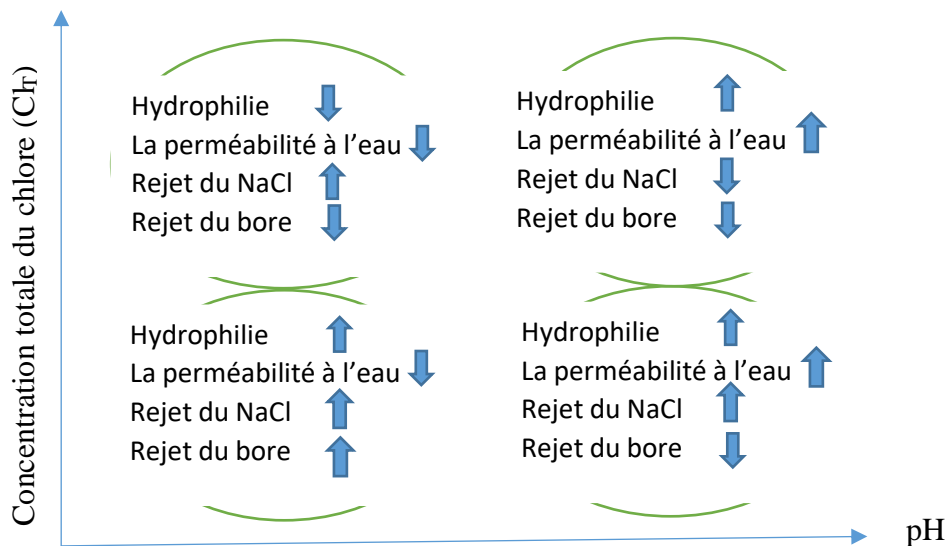 Concentration totale du chlore (ClT)
Hydrophilie
La perméabilité à l’eau
Rejet du NaCl
Rejet du bore
Hydrophilie
La perméabilité à l’eau
Rejet du NaCl
Rejet du bore
Hydrophilie
La perméabilité à l’eau
Rejet du NaCl
Rejet du bore
Hydrophilie
La perméabilité à l’eau
Rejet du NaCl
Rejet du bore
pH